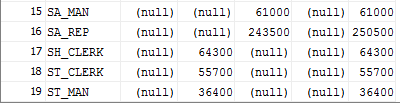 15 SA_MAN (null) (null) 61000 (null) 61000
16 SA_REP (null) (null) 243500 (null) 250500
17 SH_CLERK (null) 64300 (null) (null) 64300
18 ST_CLERK (null) 55700 (null) (null) 55700
19 ST_MAN (null) 36400 (null) (null) 36400